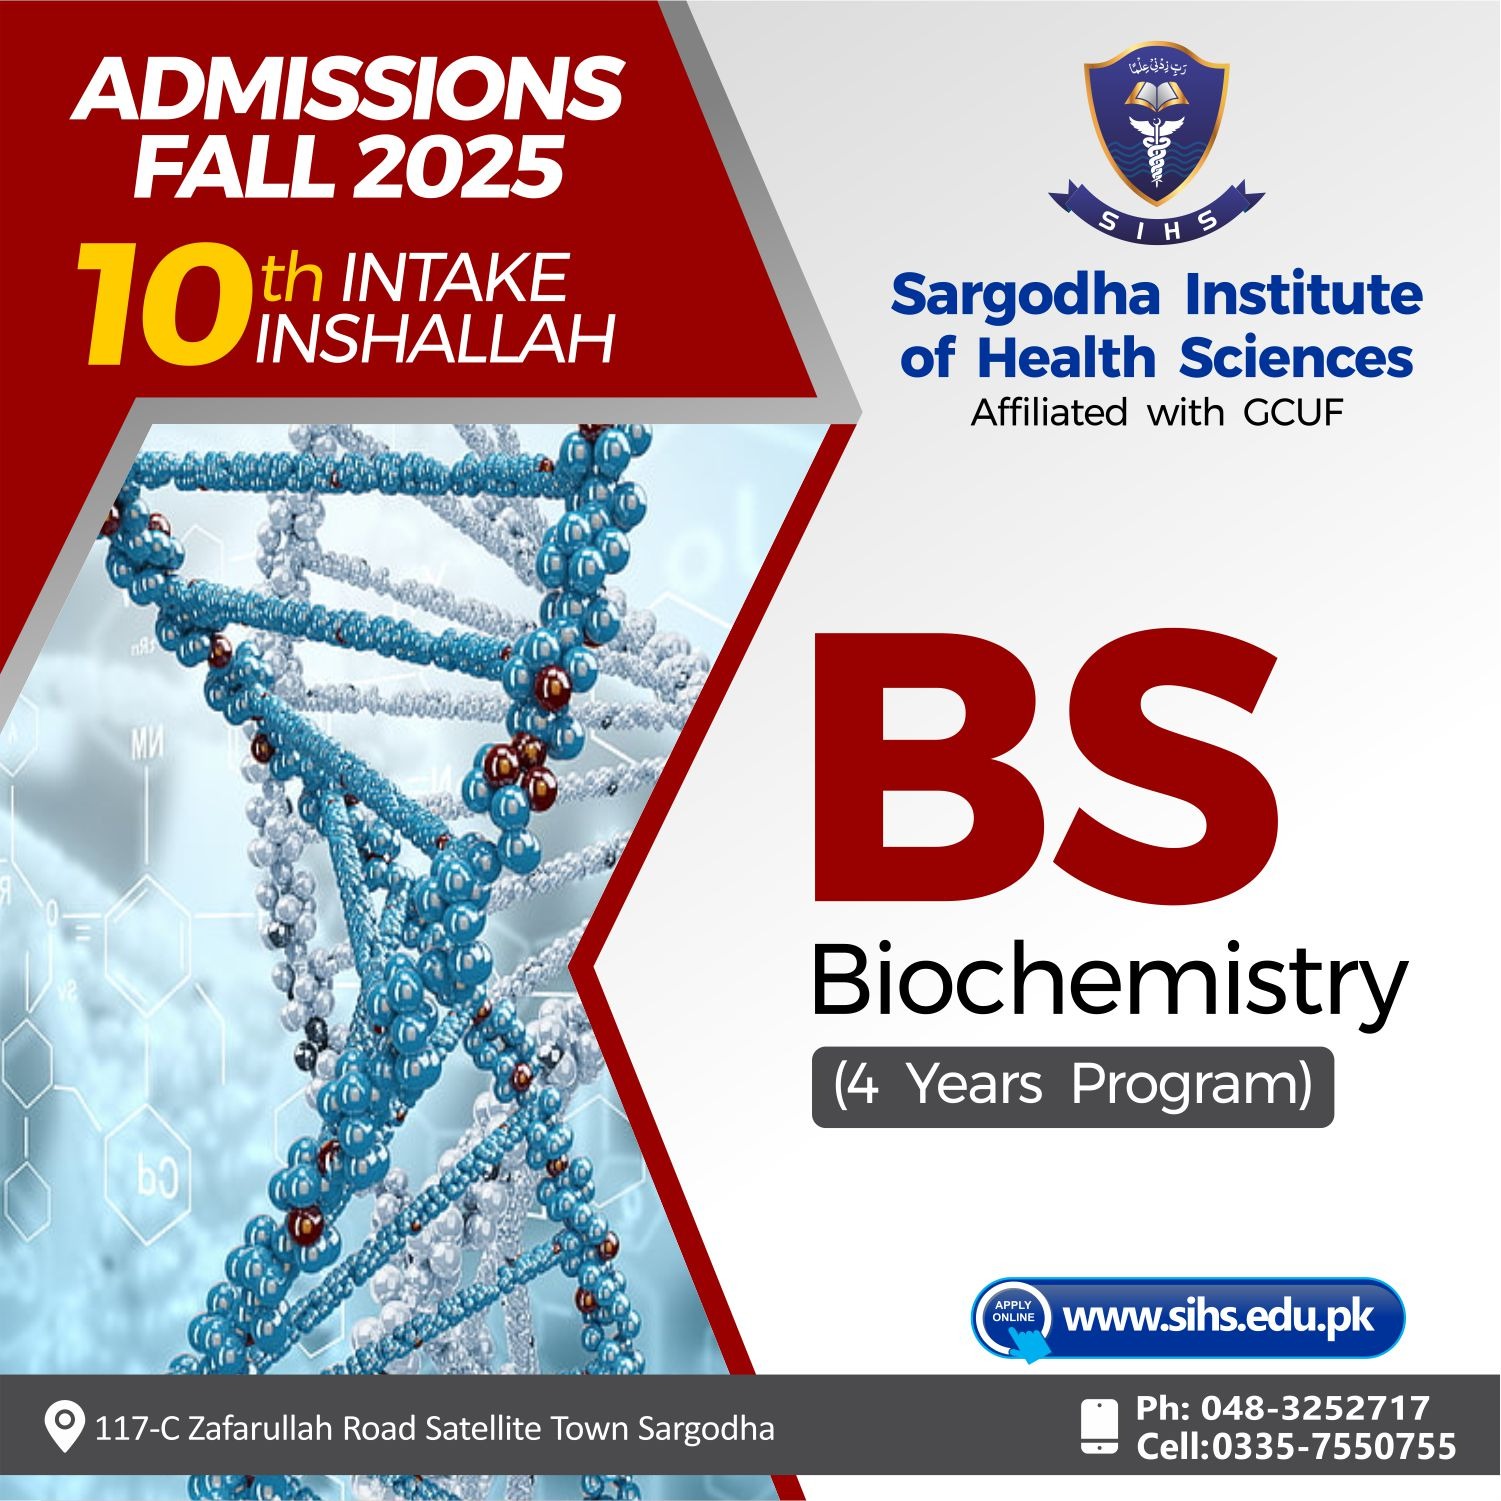 ADMISSIONS
FALL 2025
10th INTAKE
INSHALLAH
رَبِّ زِدْنِیْ عِلْمًا
SIHS
Sargodha Institute
of Health Sciences
Affiliated with GCUF
BS
Biochemistry
(4 Years Program)
APPLY
ONLINE
www.sihs.edu.pk
117-C Zafarullah Road Satellite Town Sargodha
Ph: 048-3252717
Cell:0335-7550755